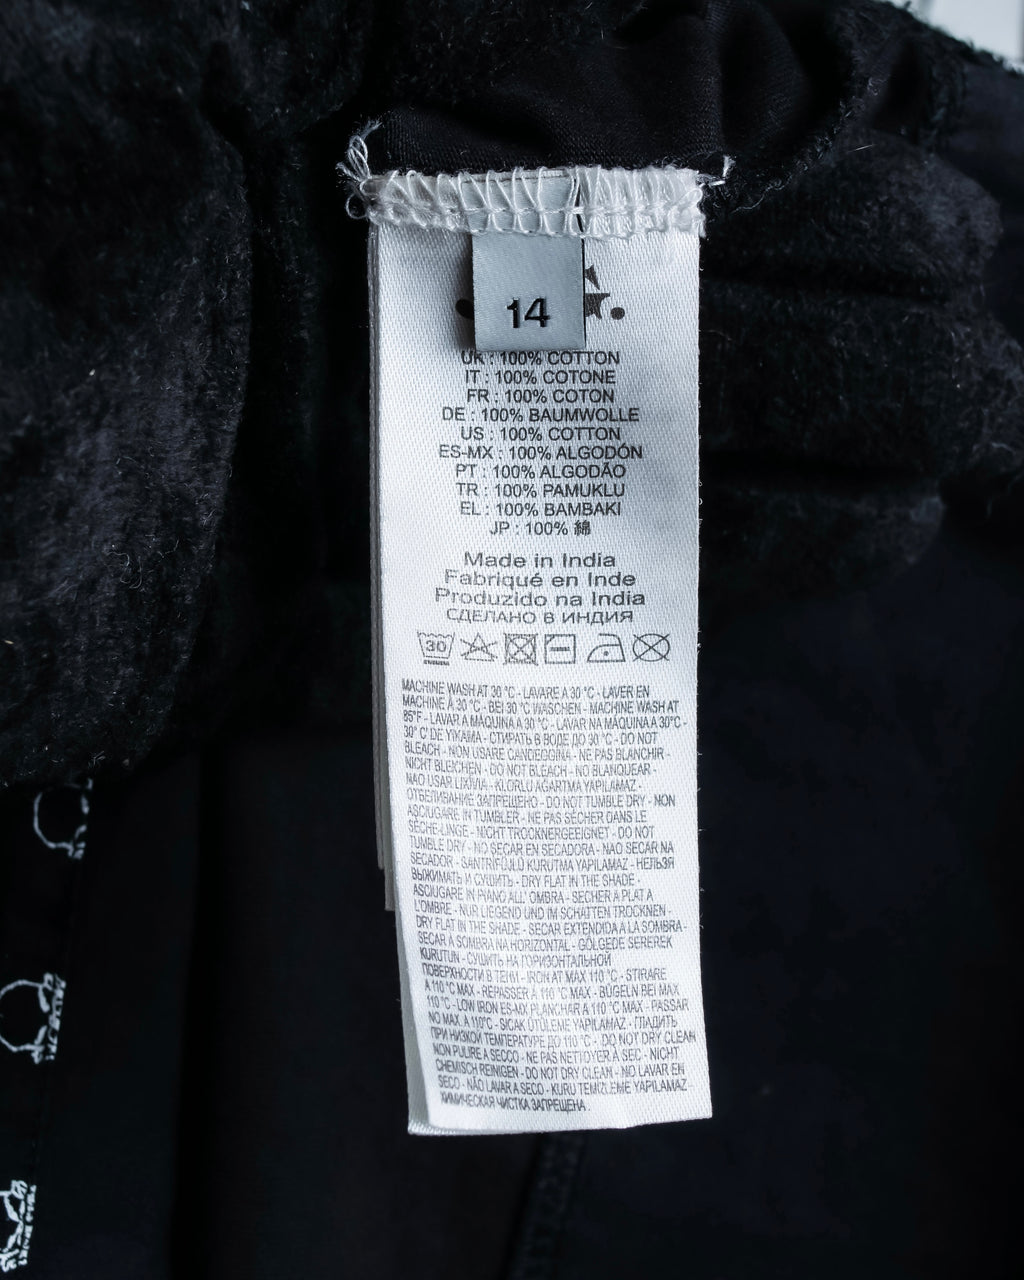 14
UK : 100% COTTON
IT : 100% COTONE
FR : 100% COTON
DE : 100% BAUMWOLLE
US : 100% COTTON
ES-MX : 100% ALGODÓN
PT : 100% ALGODÃO
TR : 100% PAMUKLU
EL : 100% BAMBAKI
JP : 100% 綿
Made in India
Fabriqué en Inde
Produzido na India
СДЕЛАНО В ИНДИЯ
30
MACHINE WASH AT 30 °C - LAVARE A 30 °C - LAVER EN
MACHINE À 30 °C - BEI 30 °C WASCHEN - MACHINE WASH AT
85°F - LAVAR A MÁQUINA A 30 °C - LAVAR NA MÁQUINA A 30°C -
30° C' DE YIKAMA - СТИРАТЬ В ВОДЕ ДО 30 °C - DO NOT
BLEACH - NON USARE CANDEGGINA - NE PAS BLANCHIR -
NICHT BLEICHEN - DO NOT BLEACH - NO BLANQUEAR -
NAO USAR LIXIVIA - KLORLU AGARTMA YAPILAMAZ -
ОТБЕЛИВАНИЕ ЗАПРЕЩЕНО - DO NOT TUMBLE DRY - NON
ASCIUGARE IN TUMBLER - NE PAS SÉCHER DANS LE
SÈCHE-LINGE - NICHT TROCKNERGEEIGNET - DO NOT
TUMBLE DRY - NO SECAR EN SECADORA - NAO SECAR NA
SECADOR - SANTRIFÜJLÜ KURUTMA YAPILAMAZ - НЕЛЬЗЯ
ВЫЖИМАТЬ И СУШИТЬ - DRY FLAT IN THE SHADE -
ASCIUGARE IN PIANO ALL' OMBRA - SECHER A PLAT A
L'OMBRE - NUR LIEGEND UND IM SCHATTEN TROCKNEN -
DRY FLAT IN THE SHADE - SECAR EXTENDIDA A LA SOMBRA -
SECAR À SOMBRA NA HORIZONTAL - GÖLGEDE SEREREK
KURUTUN - СУШИТЬ НА ГОРИЗОНТАЛЬНОЙ
ПОВЕРХНОСТИ В ТЕНИ - IRON AT MAX 110 °C - STIRARE
A 110 °C MAX - REPASSER À 110 °C MAX - BÜGELN BEI MAX
110 °C - LOW IRON ES-MX PLANCHAR A 110 °C MAX - PASSAR
NO MAX. A 110°C - SICAK ÜTÜLEME YAPILAMAZ - ГЛАДИТЬ
ПРИ НИЗКОЙ ТЕМПЕРАТУРЕ ДО 110 °C - DO NOT DRY CLEAN
NON PULIRE A SECCO - NE PAS NETTOYER À SEC - NICHT
CHEMISCH REINIGEN - DO NOT DRY CLEAN - NO LAVAR EN
SECO - NÃO LAVAR A SECO - KURU TEMIZLEME YAPILAMAZ -
ХИМИЧЕСКАЯ ЧИСТКА ЗАПРЕЩЕНА .